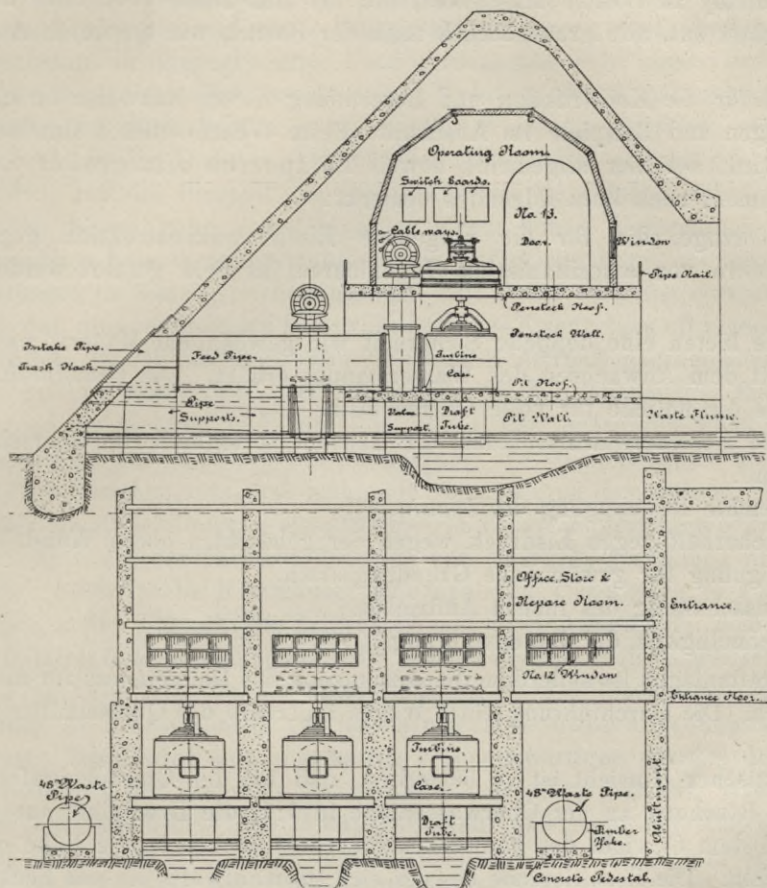 Operating Room
Switch boards.
No. 13.
Door.
Cable ways.
Window
Pipe Rail.
Penstock Roof.
Penstock Wall.
Intake Pipe.
Trash Rack.
Feed Pipe
Turbine
Case.
Pit Roof.
Pipe
Supports.
Valve
Support.
Draft
Tube.
Pit Wall.
Waste Flume.
Office, Store &
Repare Room.
Entrance.
No. 12 Window
Entrance Floor.
Turbine
Case.
48" Waste
Pipe
48" Waste Pipe.
Draft
Tube.
Timber
Yoke.
Abuttment.
Concrete Pedestal.